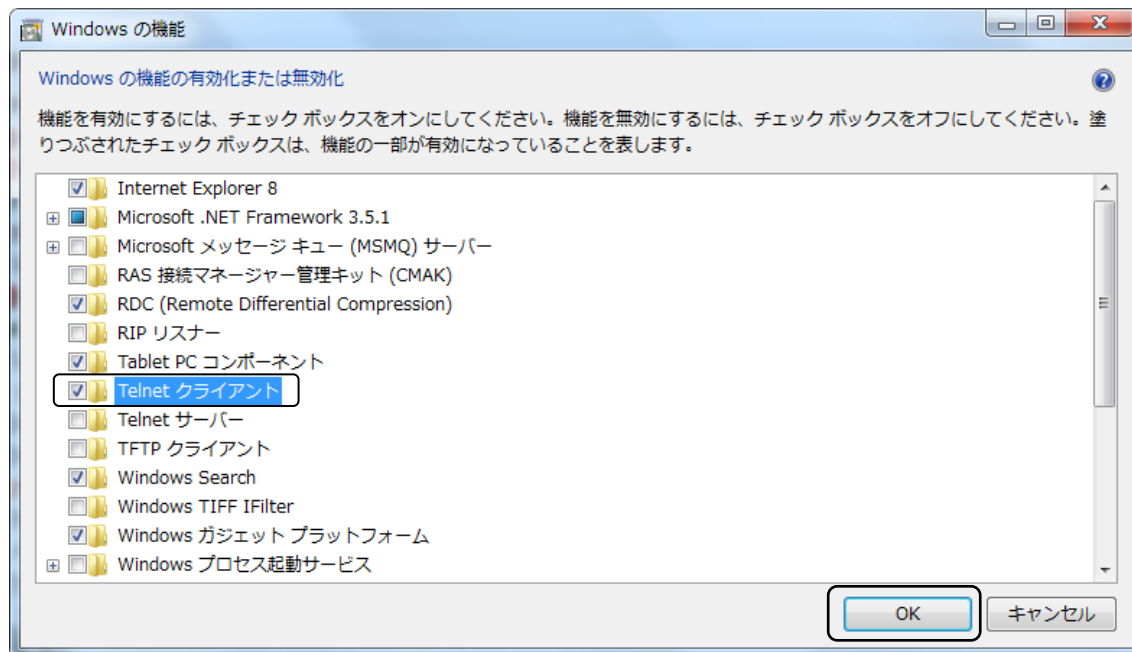 Windows の機能
Windows の機能の有効化または無効化
機能を有効にするには、チェック ボックスをオンにしてください。機能を無効にするには、チェック ボックスをオフにしてください。塗
りつぶされたチェック ボックスは、機能の一部が有効になっていることを表します。
Internet Explorer 8
Microsoft .NET Framework 3.5.1
Microsoft メッセージ キュー (MSMQ) サーバー
RAS 接続マネージャー管理キット (CMAK)
RDC (Remote Differential Compression)
RIP リスナー
Tablet PC コンポーネント
Telnet クライアント
Telnet サーバー
TFTP クライアント
Windows Search
Windows TIFF IFilter
Windows ガジェット プラットフォーム
Windows プロセス起動サービス
OK キャンセル